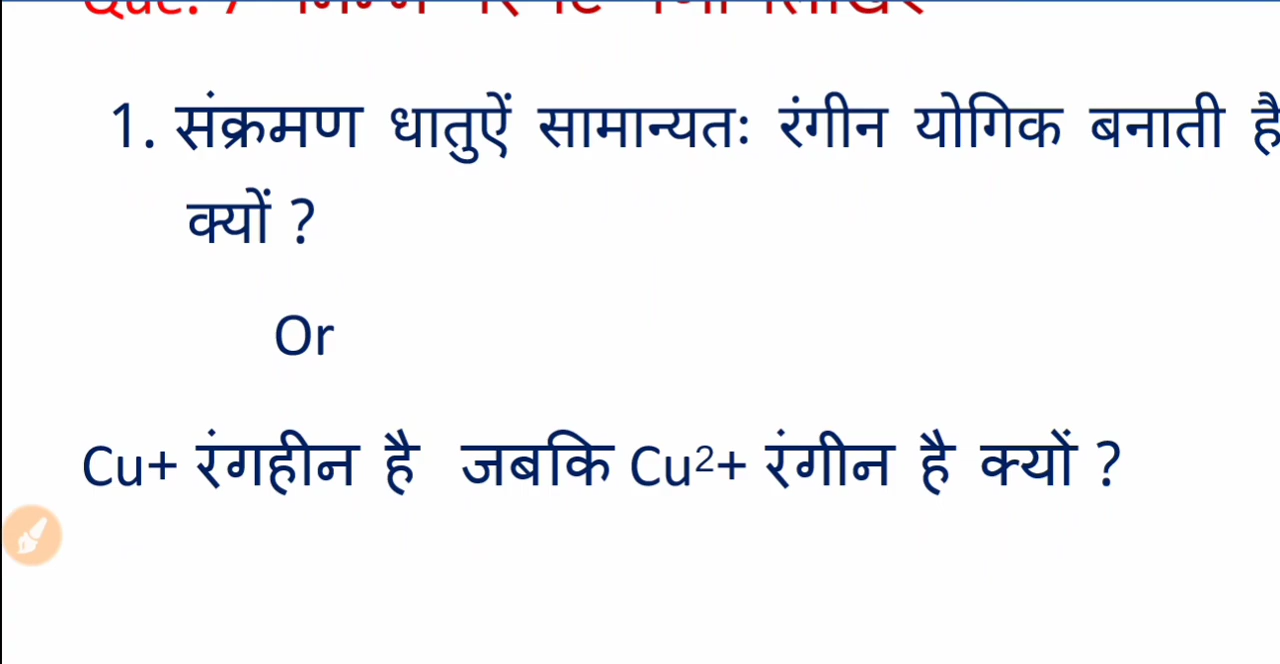 1. संक्रमण धातुऐं सामान्यतः रंगीन योगिक बनाती है
क्यों ?
Or
Cu+ रंगहीन है जबकि Cu²+ रंगीन है क्यों ?